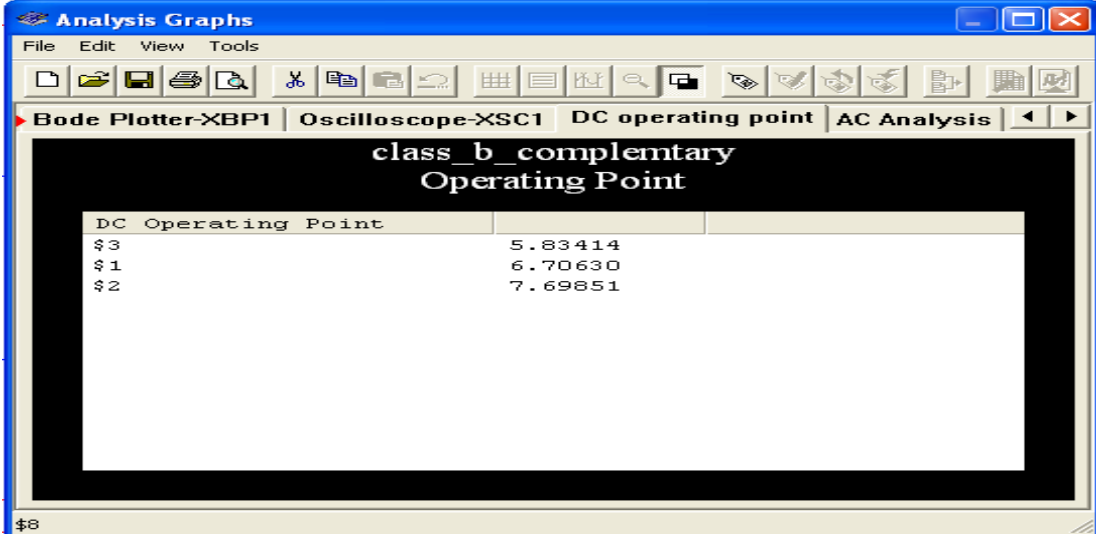 Analysis Graphs
File Edit View Tools
Bode Plotter-XBP1 Oscilloscope-XSC1 DC operating point AC Analysis
class_b_complemtary
Operating Point
DC Operating Point
$3 5.83414
$1 6.70630
$2 7.69851
$8